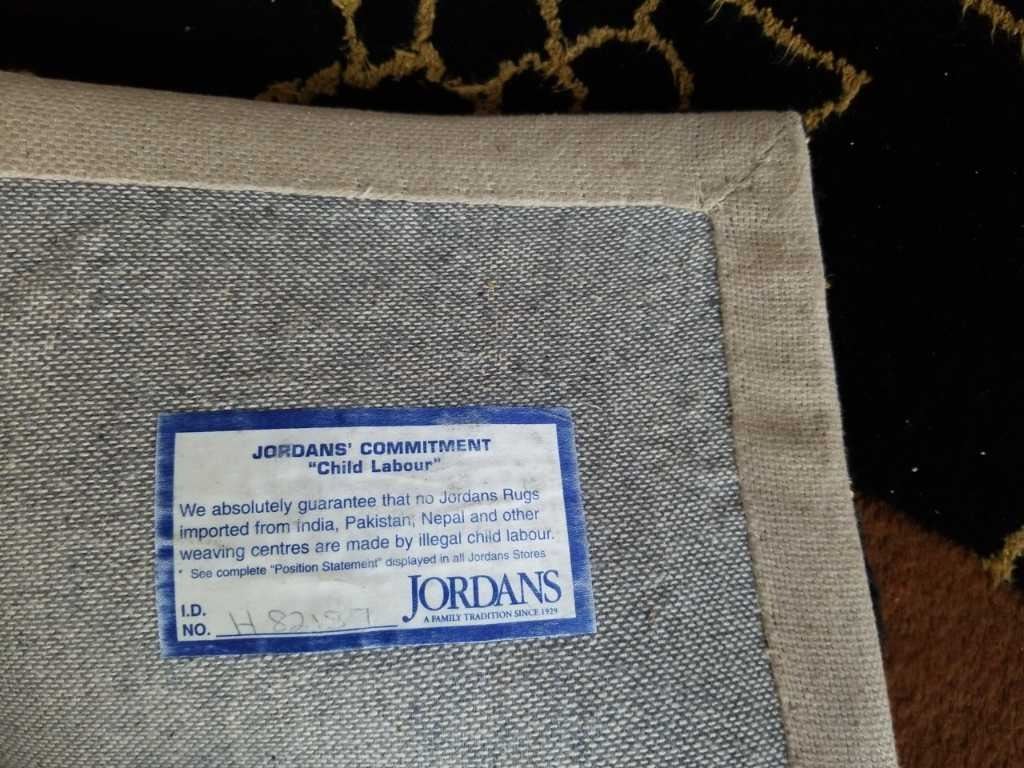 JORDANS' COMMITMENT
"Child Labour"
We absolutely guarantee that no Jordans Rugs
imported from India, Pakistan, Nepal and other
weaving centres are made by illegal child labour.
* See complete "Position Statement" displayed in all Jordans Stores
JORDANS
A FAMILY TRADITION SINCE 1929
I.D.
NO.